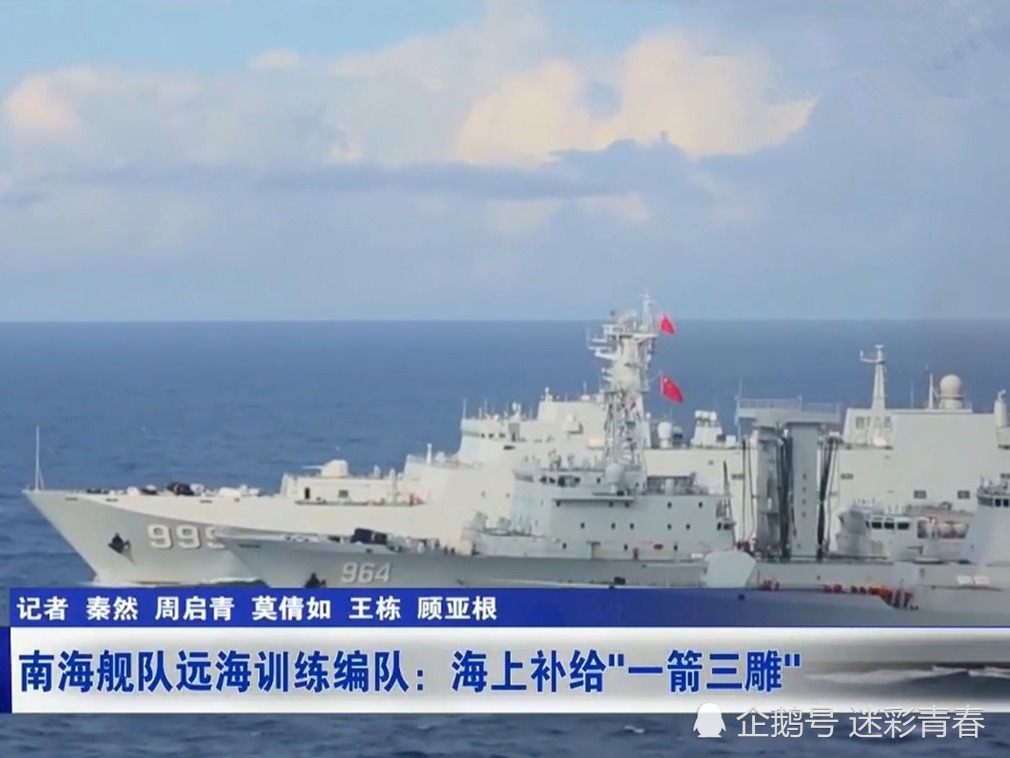 999
964
记者 秦然 周启青 莫倩如 王栋 顾亚根
南海舰队远海训练编队：海上补给"一箭三雕"
企鹅号 迷彩青春